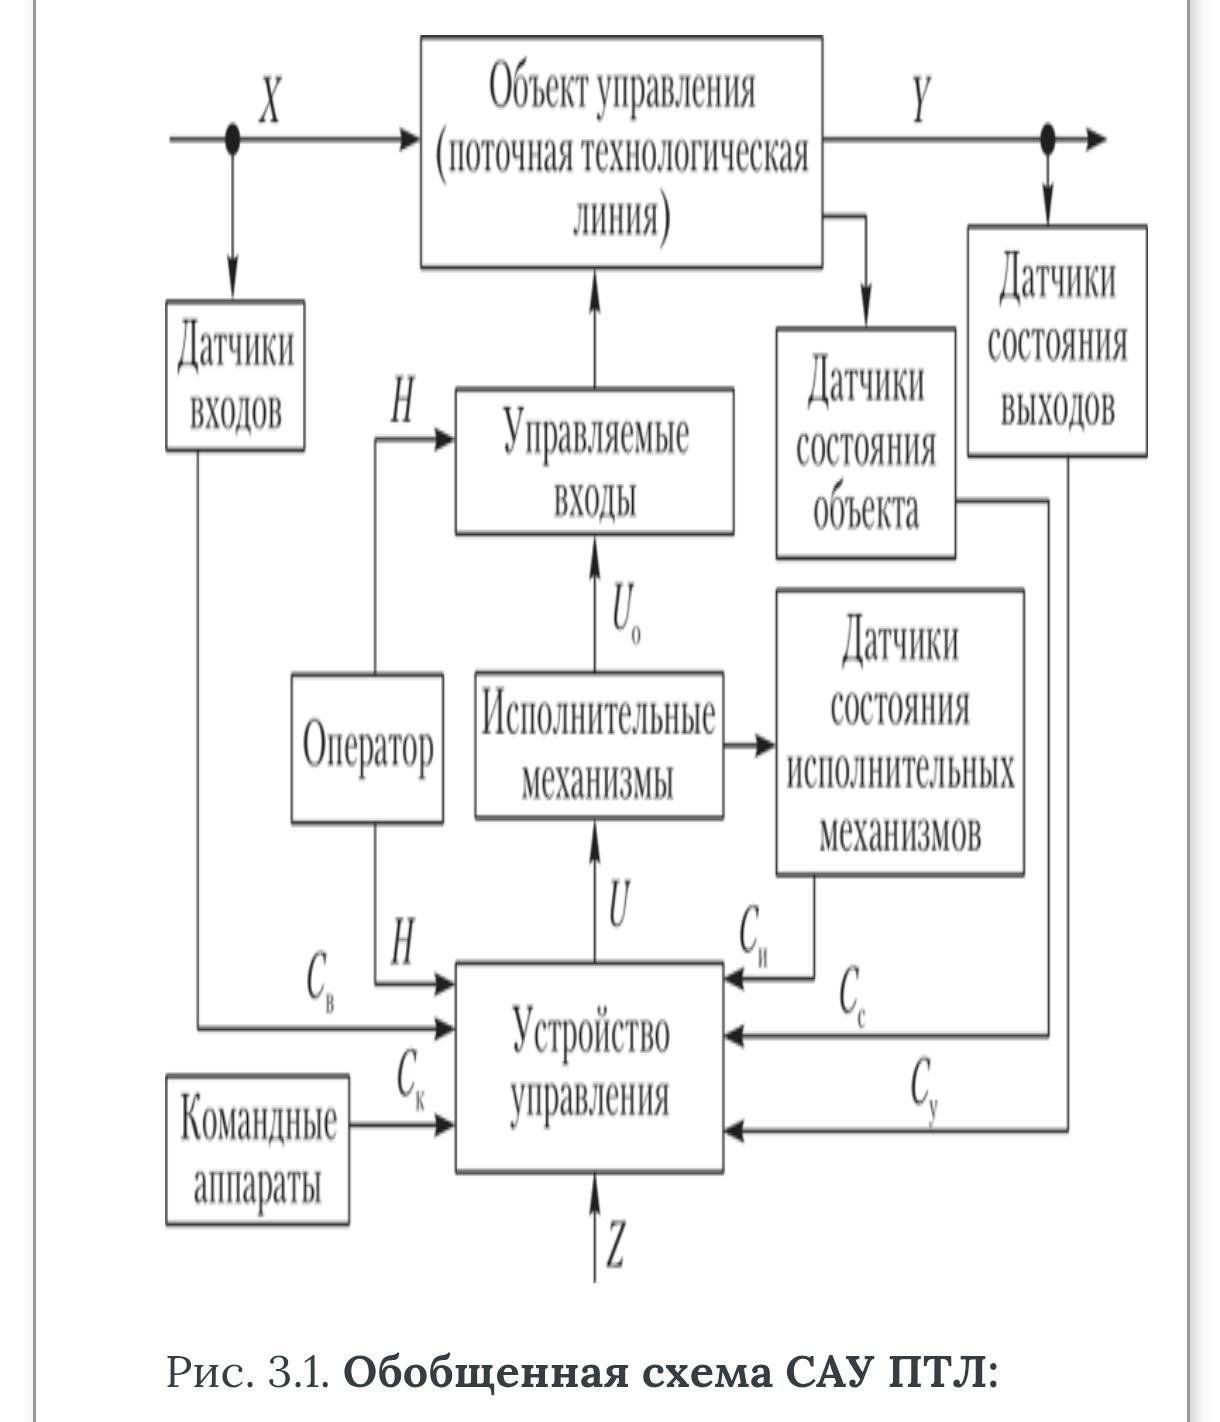 X
Объект управления
(поточная технологическая
линия)
Y
Датчики
входов
H
Управляемые
входы
Датчики
состояния
объекта
Датчики
состояния
выходов
Uо
Оператор
Исполнительные
механизмы
Датчики
состояния
исполнительных
механизмов
U
H
Cв
Cи
Cс
Устройство
управления
Cк
Cу
Командные
аппараты
Z
Рис. 3.1. Обобщенная схема САУ ПТЛ: